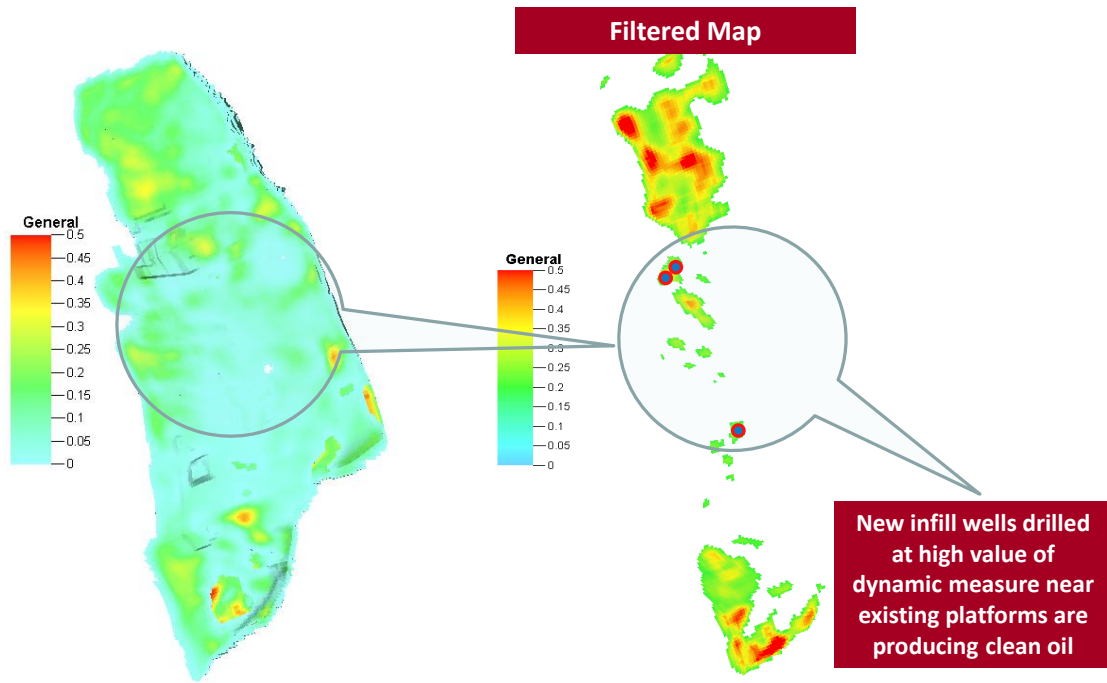 Filtered Map
General
0.5
0.45
0.4
0.35
0.3
0.25
0.2
0.15
0.1
0.05
0
General
0.5
0.45
0.4
0.35
0.3
0.25
0.2
0.15
0.1
0.05
0
New infill wells drilled
at high value of
dynamic measure near
existing platforms are
producing clean oil